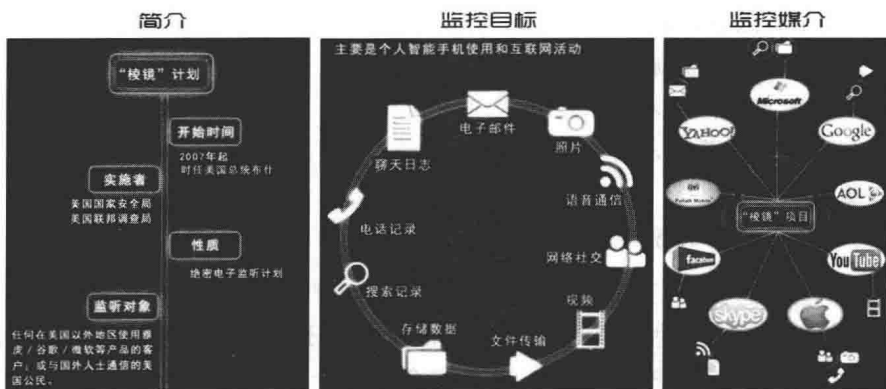 简介
监控目标
监控媒介
“棱镜”计划
开始时间
2007年起
时任美国总统布什
实施者
美国国家安全局
美国联邦调查局
性质
绝密电子监听计划
监听对象
任何在美国以外地区使用雅
虎/谷歌/微软等产品的客
户,或与国外人士通信的美
国公民。
主要是个人智能手机使用和互联网活动
电子邮件
照片
语音通信
网络社交
视频
文件传输
存储数据
搜索记录
电话记录
聊天日志
Microsoft
YAHOO!
Google
AOL
“棱镜”项目
facebook
YouTube
skype